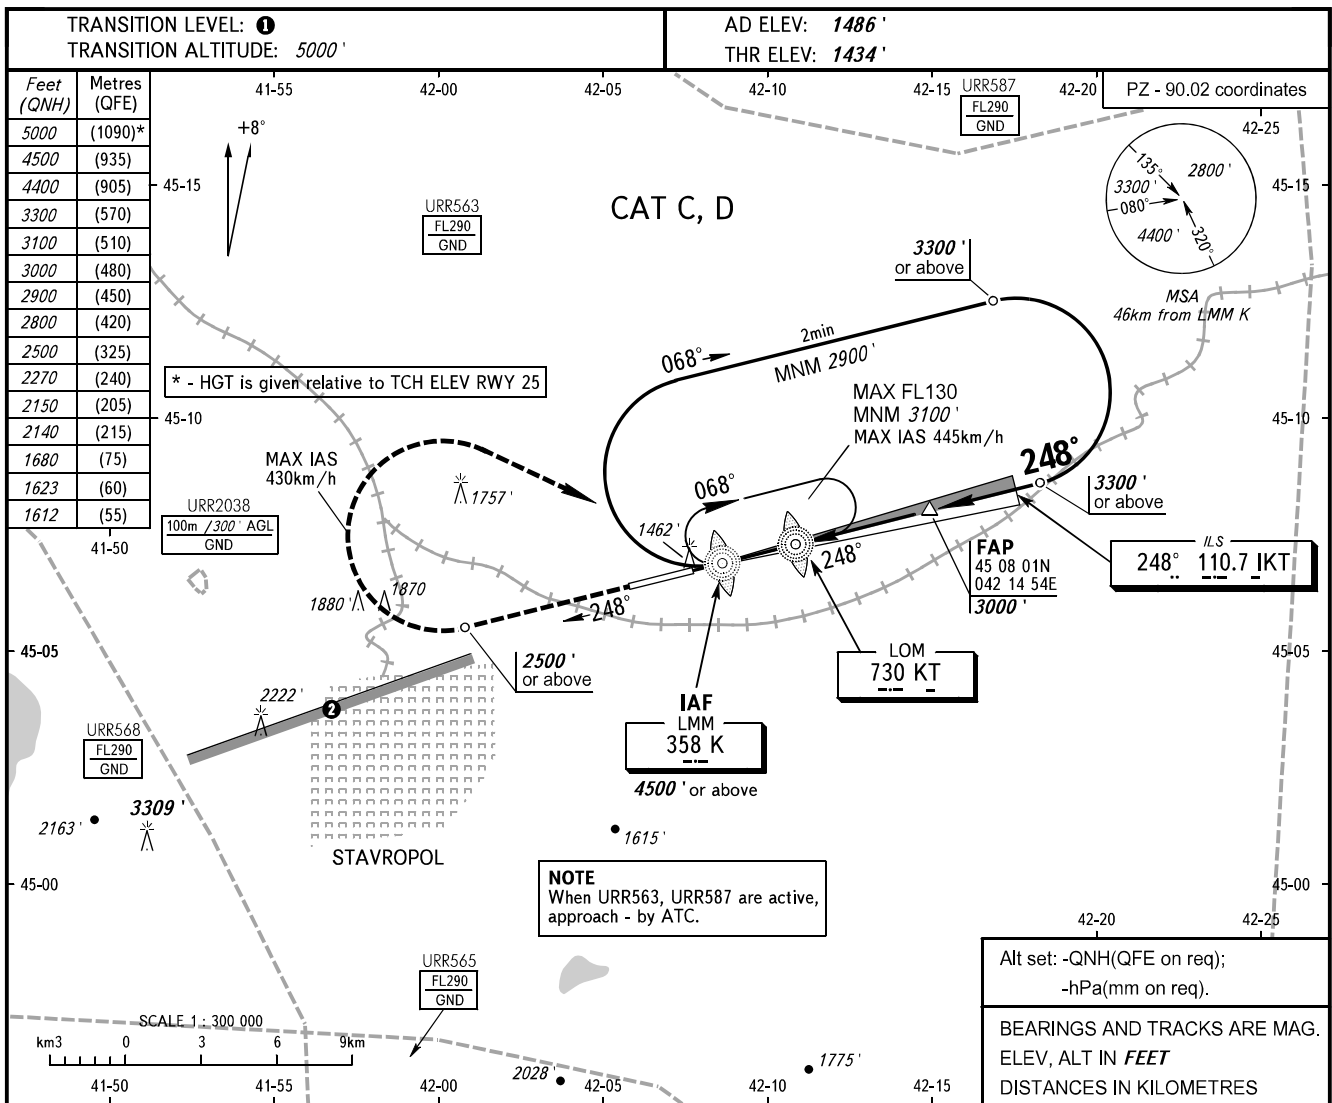 TRANSITION LEVEL: ❶
TRANSITION ALTITUDE: 5000 '
AD ELEV: 1486 '
THR ELEV: 1434 '
Feet (QNH) Metres (QFE)
5000 (1090)*
4500 (935)
4400 (905)
3300 (570)
3100 (510)
3000 (480)
2900 (450)
2800 (420)
2500 (325)
2270 (240)
2150 (205)
2140 (215)
1680 (75)
1623 (60)
1612 (55)
41-55 42-00 42-05 42-10 42-15 42-20
PZ - 90.02 coordinates
42-25
URR587
FL290
GND
+8°
45-15
45-15
URR563
FL290
GND
CAT C, D
135°
2800 '
3300 '
080°
4400 '
320°
MSA
46km from LMM K
3300 '
or above
2min
068°
MNM 2900 '
* - HGT is given relative to TCH ELEV RWY 25
MAX FL130
MNM 3100 '
MAX IAS 445km/h
45-10
45-10
MAX IAS
430km/h
1757 '
068°
248°
3300 '
or above
URR2038
100m /300 ' AGL
GND
41-50
1462 '
248°
FAP
45 08 01N
042 14 54E
3000 '
ILS
248° 110.7 IKT
1880 '
1870
248°
LOM
730 KT
45-05
45-05
2500 '
or above
2222 '
❷
IAF
LMM
358 K
4500 ' or above
URR568
FL290
GND
2163 '
3309 '
1615 '
STAVROPOL
45-00
45-00
NOTE
When URR563, URR587 are active,
approach - by ATC.
42-20 42-25
URR565
FL290
GND
Alt set: -QNH(QFE on req);
-hPa(mm on req).
SCALE 1 : 300 000
km3 0 3 6 9km
BEARINGS AND TRACKS ARE MAG.
ELEV, ALT IN FEET
DISTANCES IN KILOMETRES
2028 '
1775 '
41-50 41-55 42-00 42-05 42-10 42-15